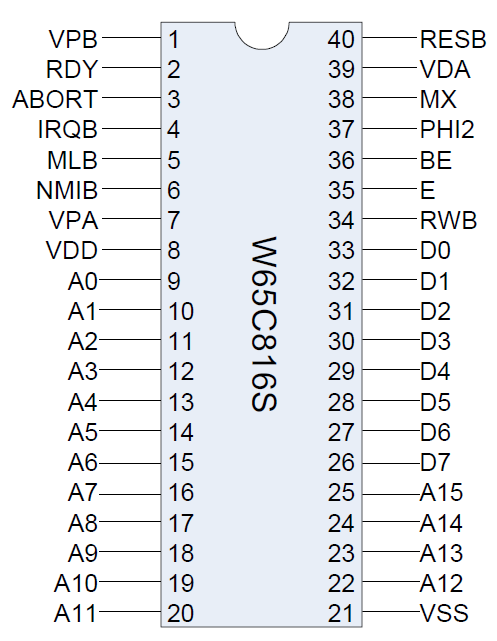 VPB 1 40 RESB
RDY 2 39 VDA
ABORT 3 38 MX
IRQB 4 37 PHI2
MLB 5 36 BE
NMIB 6 35 E
VPA 7 34 RWB
VDD 8 33 D0
A0 9 32 D1
A1 10 31 D2
A2 11 30 D3
A3 12 29 D4
A4 13 28 D5
A5 14 27 D6
A6 15 26 D7
A7 16 25 A15
A8 17 24 A14
A9 18 23 A13
A10 19 22 A12
A11 20 21 VSS
W65C816S